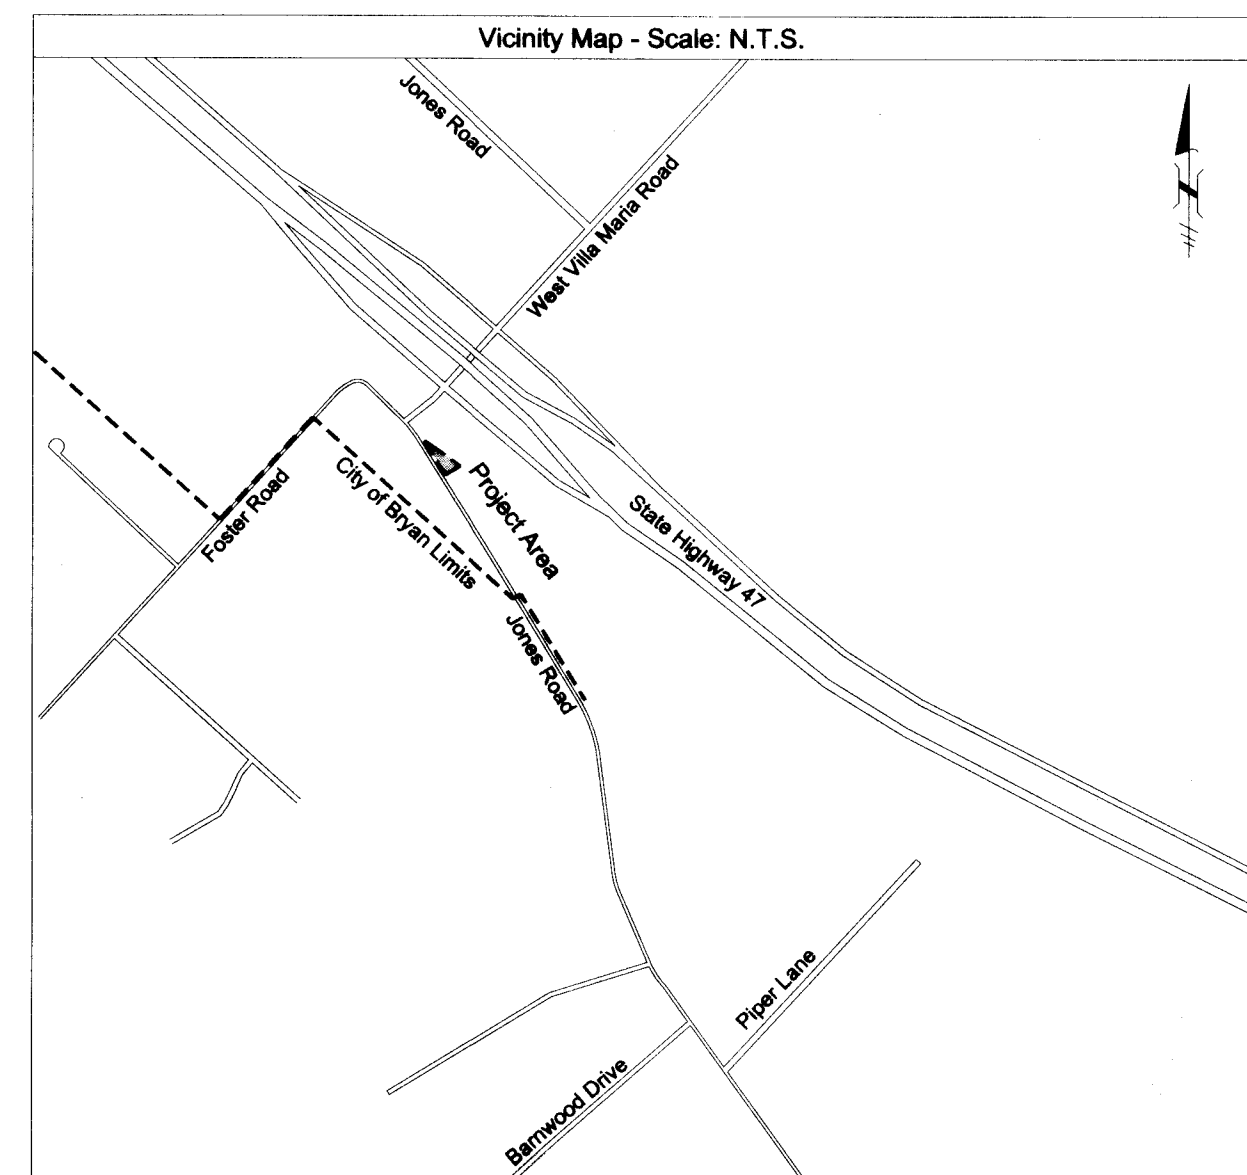 Vicinity Map - Scale: N.T.S.
Jones Road
West Villa Maria Road
N
Foster Road
City of Bryan Limits
Project Area
State Highway 47
Jones Road
Piper Lane
Barnwood Drive